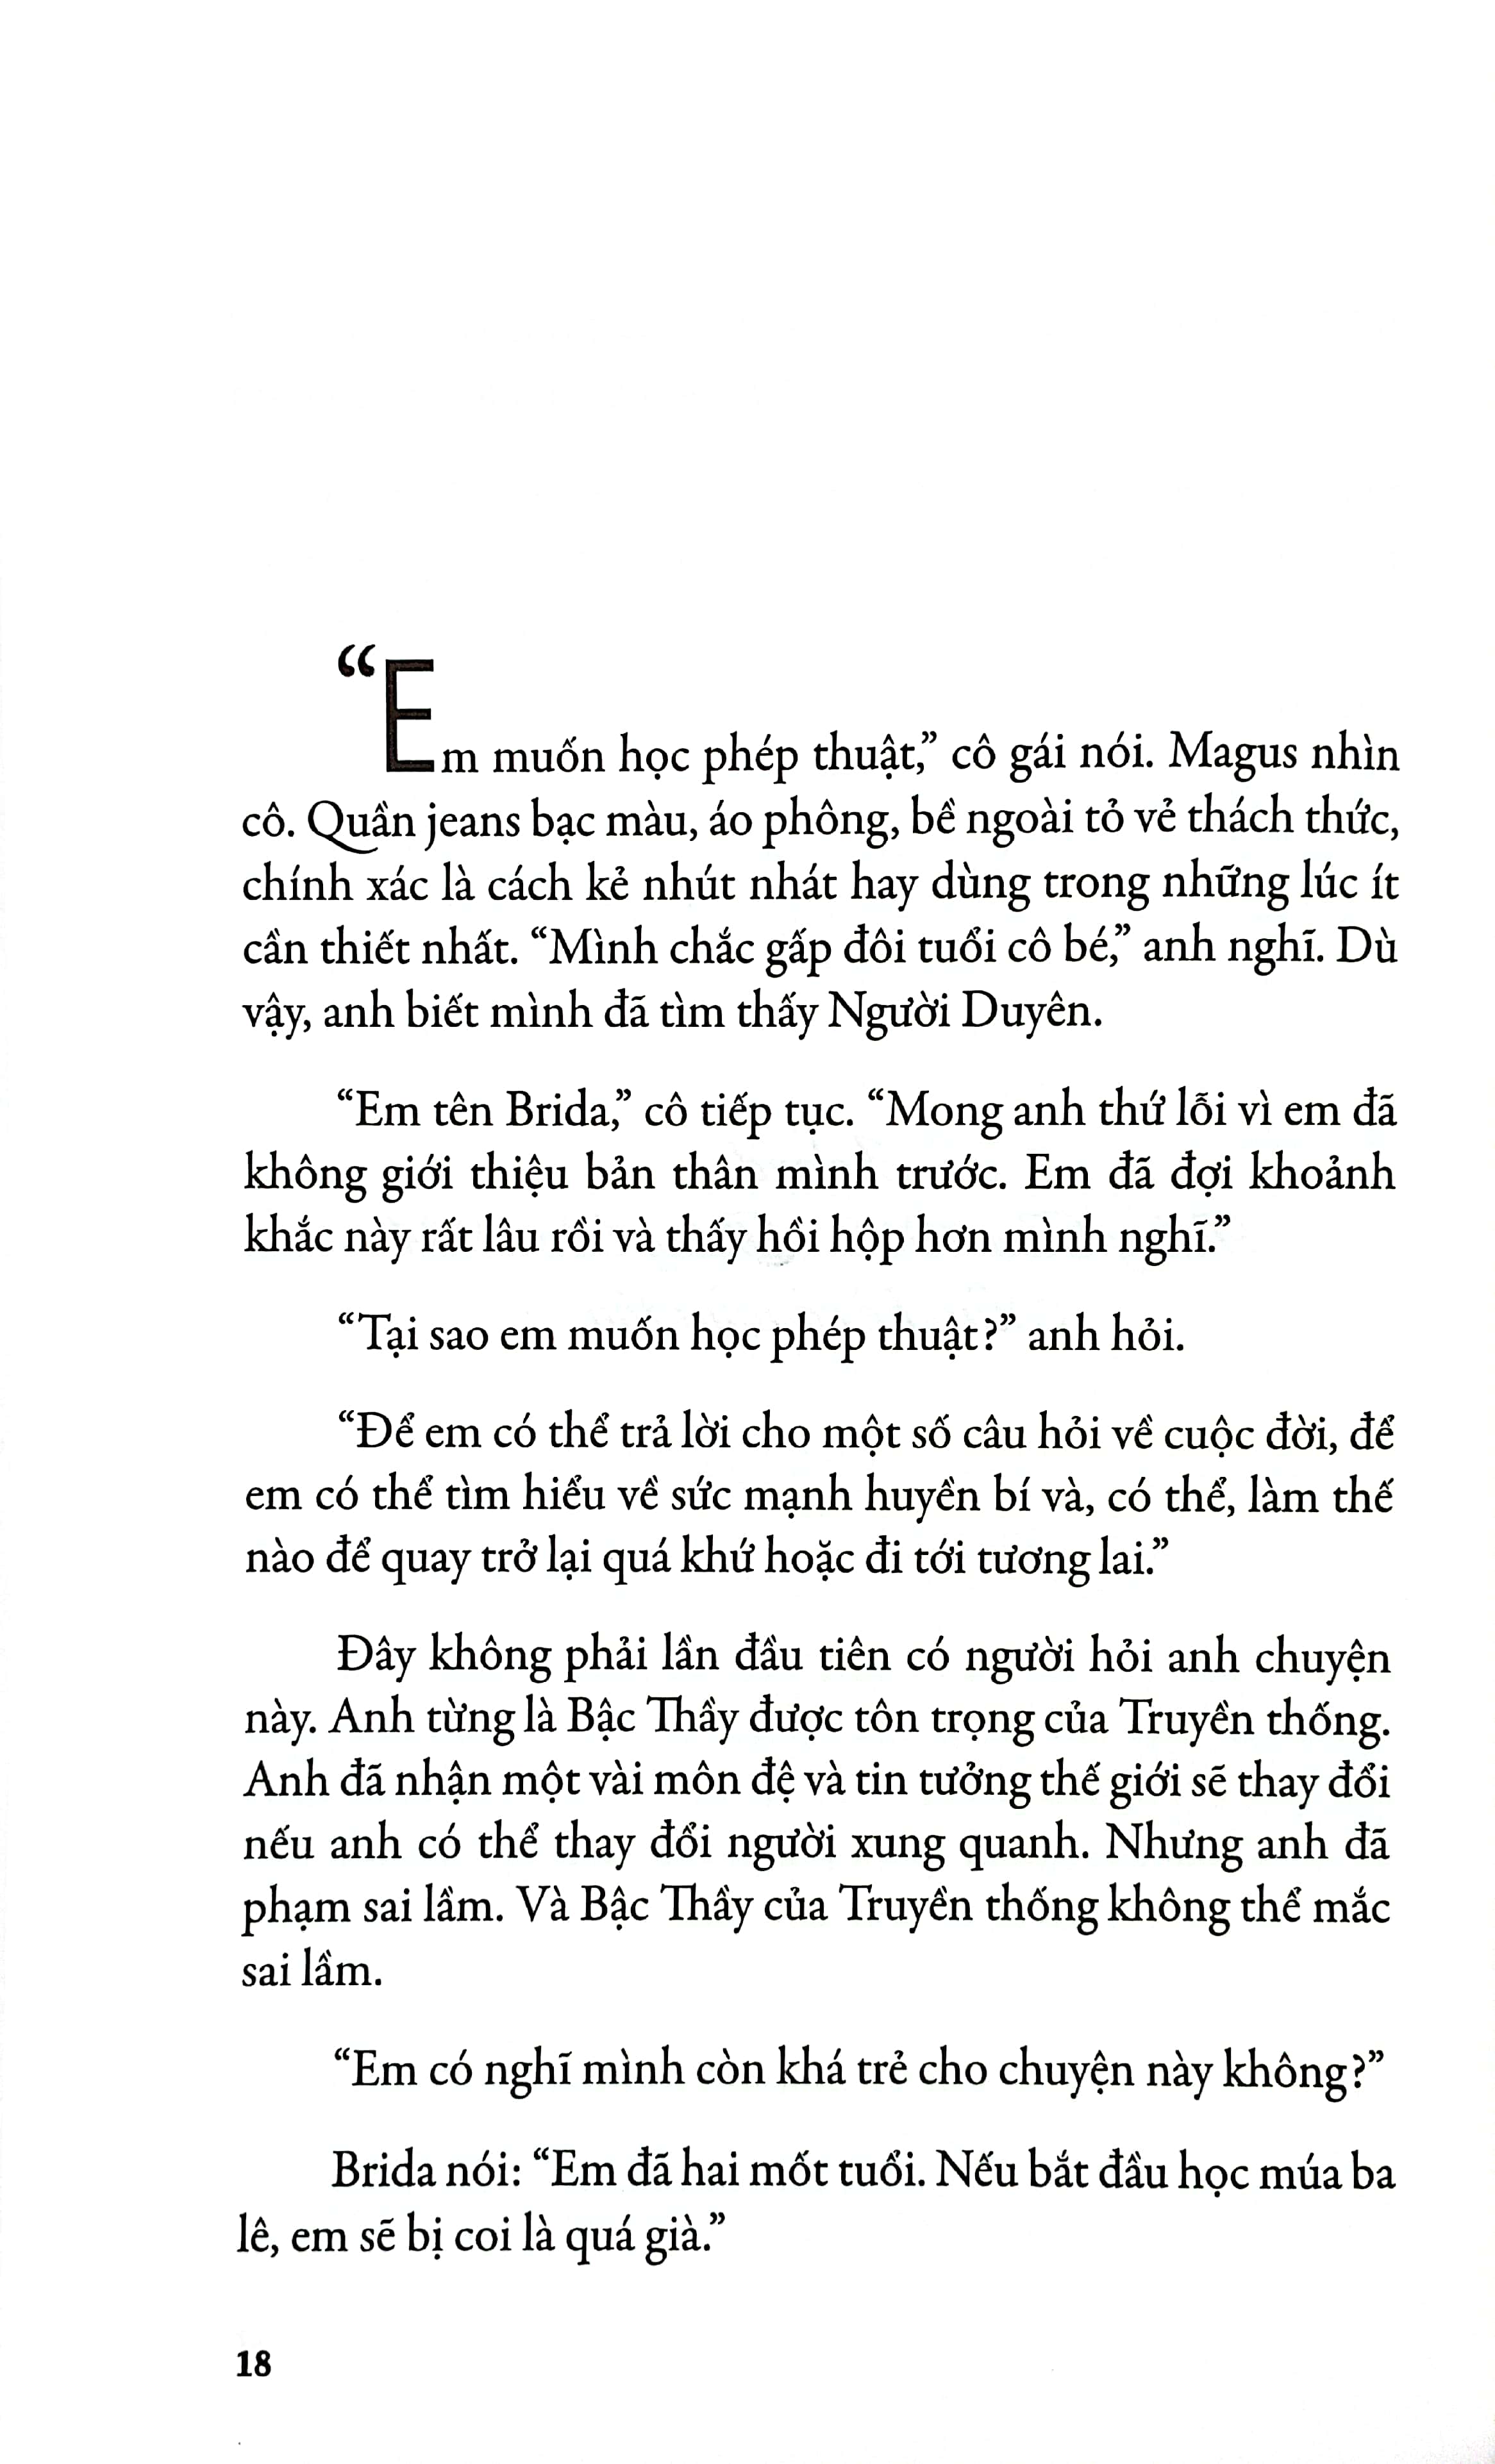 “Em muốn học phép thuật,” cô gái nói. Magus nhìn
cô. Quần jeans bạc màu, áo phông, bề ngoài tỏ vẻ thách thức,
chính xác là cách kẻ nhút nhát hay dùng trong những lúc ít
cần thiết nhất. “Mình chắc gấp đôi tuổi cô bé,” anh nghĩ. Dù
vậy, anh biết mình đã tìm thấy Người Duyên.
“Em tên Brida,” cô tiếp tục. “Mong anh thứ lỗi vì em đã
không giới thiệu bản thân mình trước. Em đã đợi khoảnh
khắc này rất lâu rồi và thấy hồi hộp hơn mình nghĩ.”
“Tại sao em muốn học phép thuật?” anh hỏi.
“Để em có thể trả lời cho một số câu hỏi về cuộc đời, để
em có thể tìm hiểu về sức mạnh huyền bí và, có thể, làm thế
nào để quay trở lại quá khứ hoặc đi tới tương lai.”
Đây không phải lần đầu tiên có người hỏi anh chuyện
này. Anh từng là Bậc Thầy được tôn trọng của Truyền thống.
Anh đã nhận một vài môn đệ và tin tưởng thế giới sẽ thay đổi
nếu anh có thể thay đổi người xung quanh. Nhưng anh đã
phạm sai lầm. Và Bậc Thầy của Truyền thống không thể mắc
sai lầm.
“Em có nghĩ mình còn khá trẻ cho chuyện này không?”
Brida nói: “Em đã hai mốt tuổi. Nếu bắt đầu học múa ba
lê, em sẽ bị coi là quá già.”
18